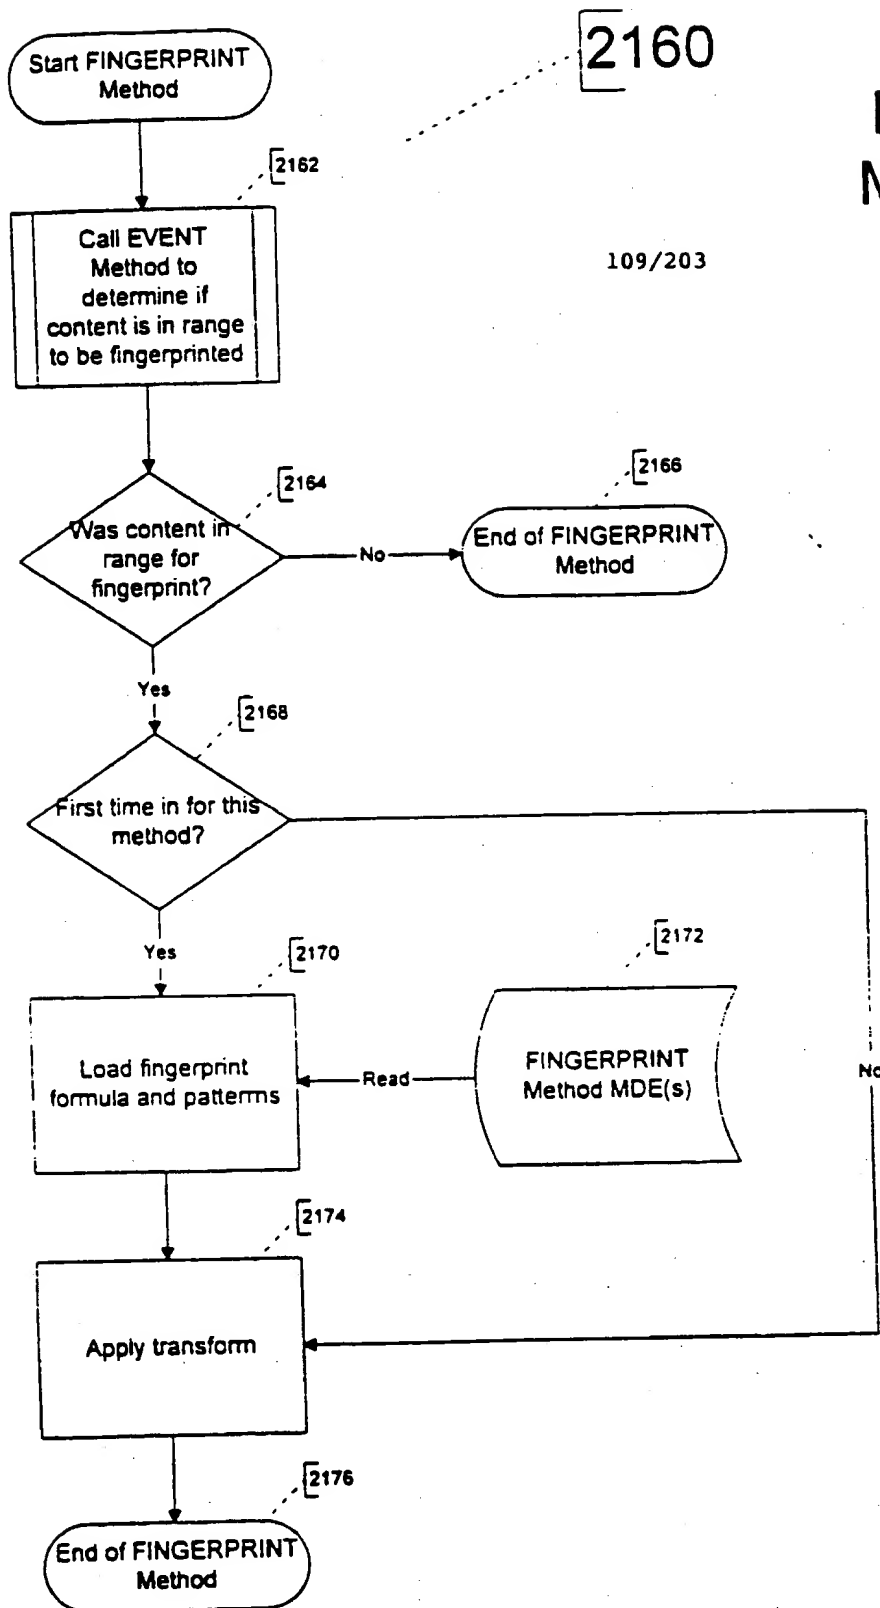 Start FINGERPRINT
Method
2160
2162
Call EVENT
Method to
determine if
content is in range
to be fingerprinted
109/203
2164
Was content in
range for
fingerprint?
No
2166
End of FINGERPRINT
Method
Yes
2168
First time in for this
method?
No
Yes
2170
Load fingerprint
formula and patterms
Read
2172
FINGERPRINT
Method MDE(s)
2174
Apply transform
2176
End of FINGERPRINT
Method